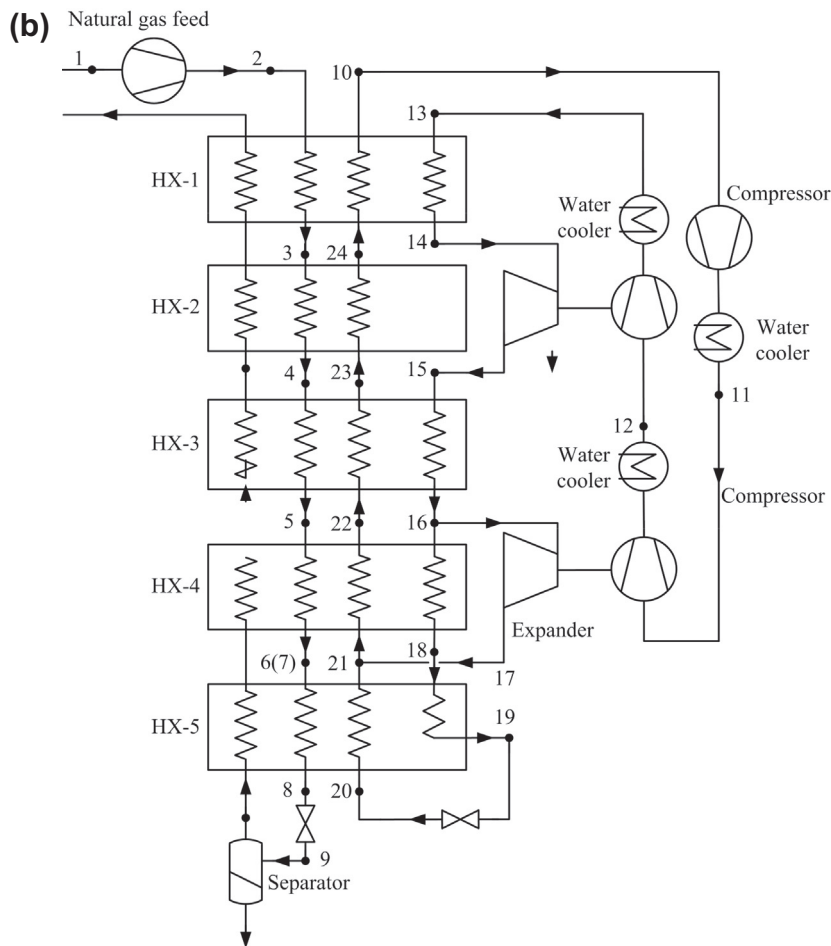 (b)
Natural gas feed
1
2
10
13
HX-1
Water
cooler
Compressor
3
24
14
HX-2
Water
cooler
4
23
15
11
HX-3
12
Water
cooler
Compressor
5
22
16
HX-4
Expander
6(7)
21
18
17
HX-5
19
8
20
9
Separator